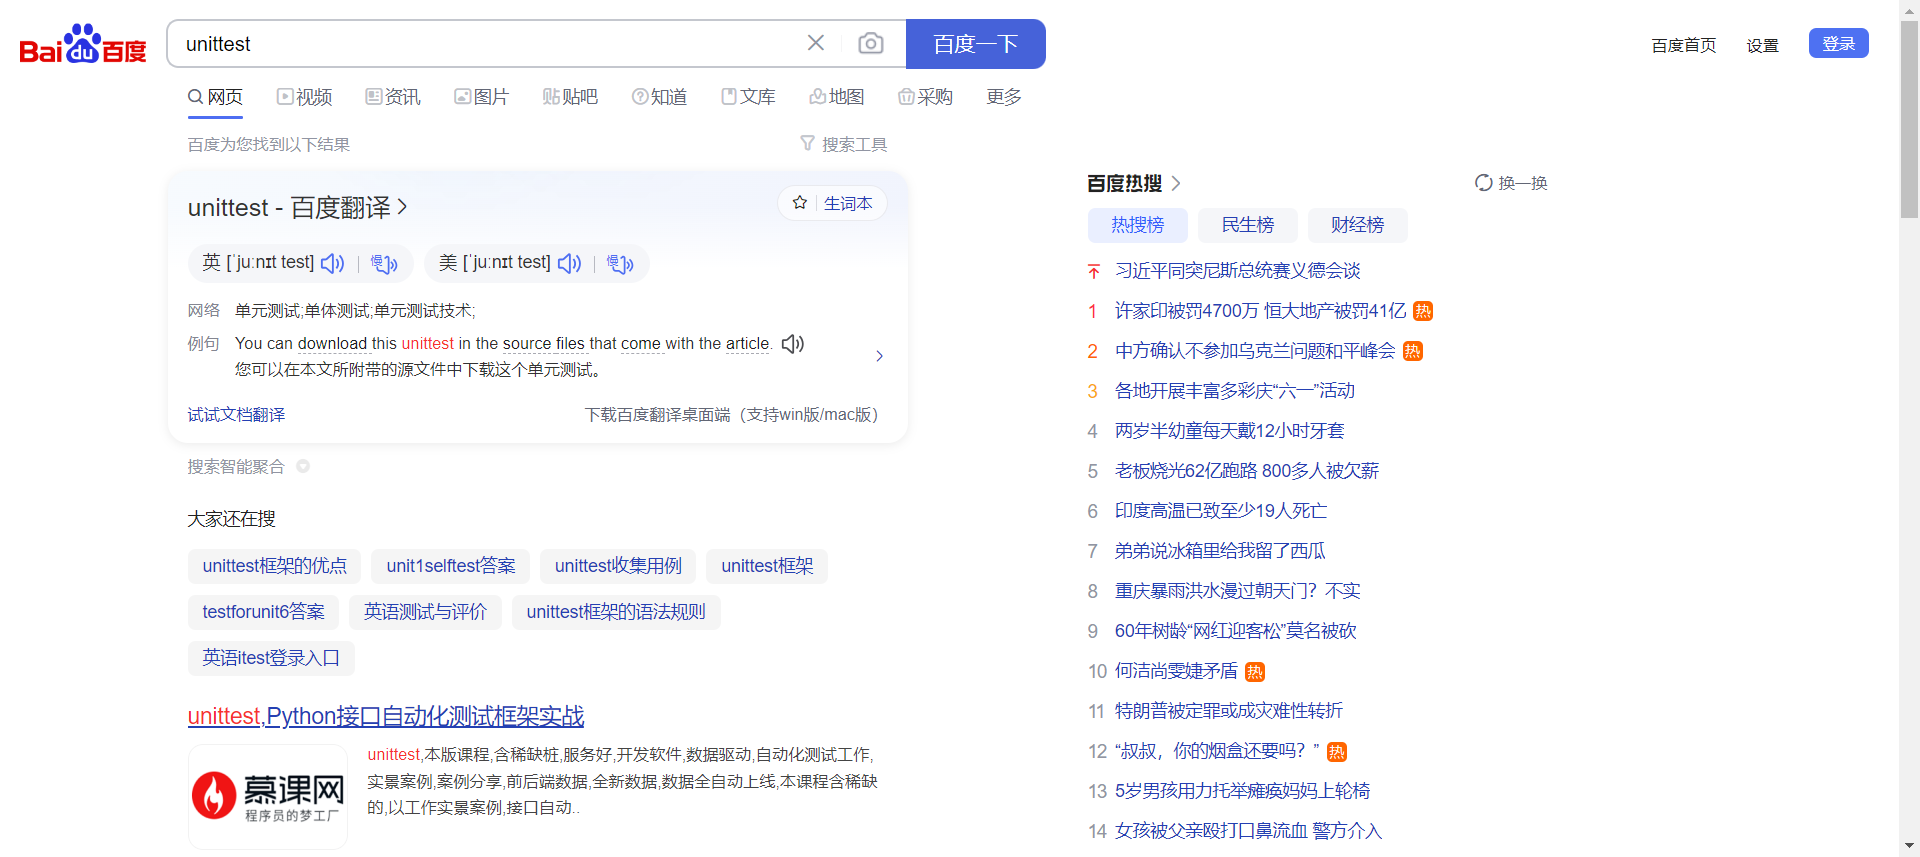 Bai du 百度
unittest
百度一下
百度首页 设置 登录
网页 视频 资讯 图片 贴 贴吧 知道 文库 地图 采购 更多
百度为您找到以下结果 搜索工具
unittest - 百度翻译
生词本
英 [ˈjuːnɪt test] 慢 美 [ˈjuːnɪt test] 慢
网络 单元测试;单体测试;单元测试技术;
例句 You can download this unittest in the source files that come with the article.
您可以在本文所附带的源文件中下载这个单元测试。
试试文档翻译 下载百度翻译桌面端（支持win版/mac版）
搜索智能聚合
大家还在搜
unittest框架的优点 unit1selftest答案 unittest收集用例 unittest框架
testforunit6答案 英语测试与评价 unittest框架的语法规则
英语itest登录入口
unittest,Python接口自动化测试框架实战
慕课网
程序员的梦工厂
unittest,本版课程,含稀缺桩,服务好,开发软件,数据驱动,自动化测试工作,
实景案例,案例分享,前后端数据,全新数据,数据全自动上线,本课程含稀缺
的,以工作实景案例,接口自动..
百度热搜 换一换
热搜榜 民生榜 财经榜
习近平同突尼斯总统赛义德会谈
1 许家印被罚4700万 恒大地产被罚41亿 热
2 中方确认不参加乌克兰问题和平峰会 热
3 各地开展丰富多彩庆“六一”活动
4 两岁半幼童每天戴12小时牙套
5 老板烧光62亿跑路 800多人被欠薪
6 印度高温已致至少19人死亡
7 弟弟说冰箱里给我留了西瓜
8 重庆暴雨洪水漫过朝天门？不实
9 60年树龄“网红迎客松”莫名被砍
10 何洁尚雯婕矛盾 热
11 特朗普被定罪或成灾难性转折
12 “叔叔，你的烟盒还要吗？” 热
13 5岁男孩用力托举瘫痪妈妈上轮椅
14 女孩被父亲殴打口鼻流血 警方介入